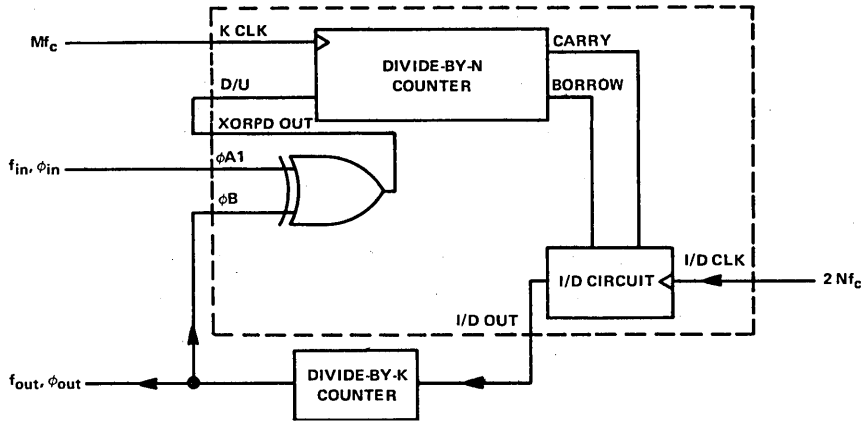 K CLK
Mfc
CARRY
DIVIDE-BY-N
COUNTER
D/U
BORROW
XORPD OUT
ϕA1
fin, ϕin
ϕB
I/D CLK
I/D CIRCUIT
2 Nfc
I/D OUT
DIVIDE-BY-K
COUNTER
fout, ϕout